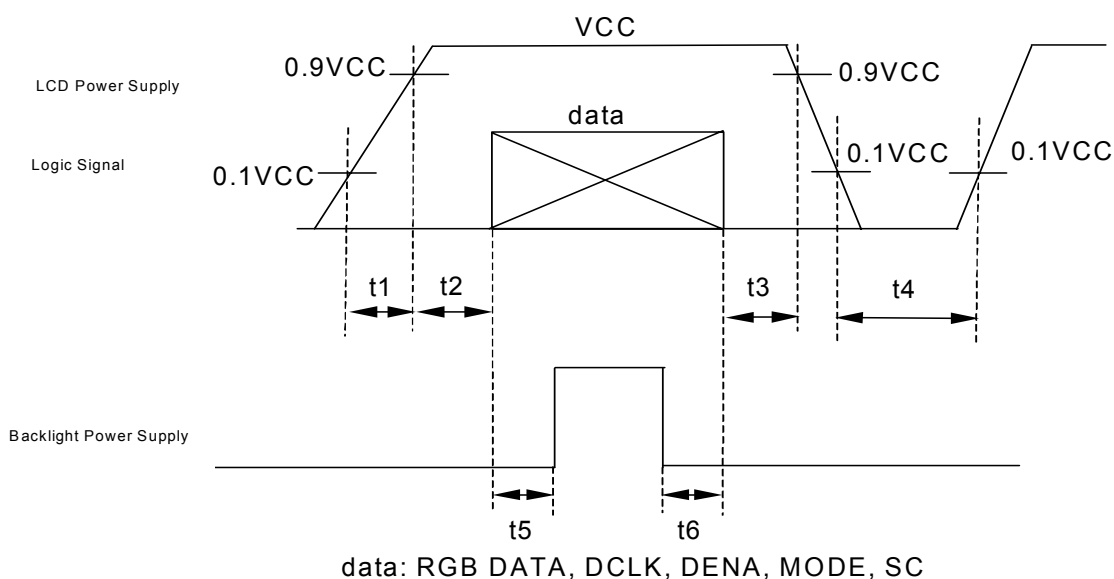 VCC
0.9VCC
0.9VCC
LCD Power Supply
data
Logic Signal
0.1VCC
0.1VCC
0.1VCC
t1
t2
t3
t4
Backlight Power Supply
t5
t6
data: RGB DATA, DCLK, DENA, MODE, SC